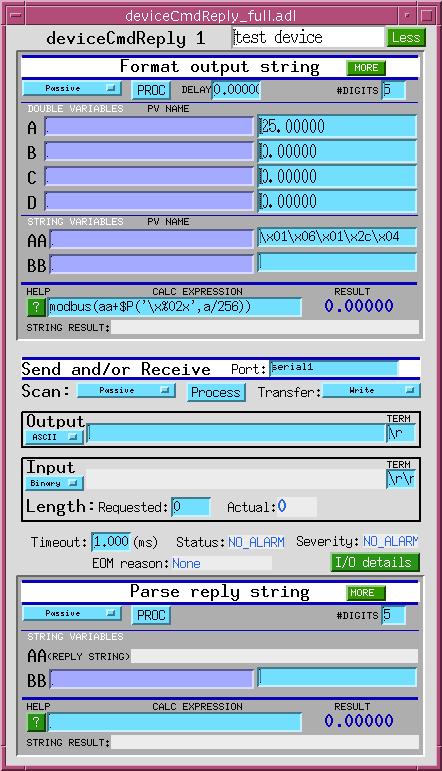 deviceCmdReply_full.adl
deviceCmdReply 1 test device Less
Format output string MORE
Passive PROC DELAY 0.0000( #DIGITS 5
DOUBLE VARIABLES PV NAME
A 25.00000
B 0.00000
C 0.00000
D 0.00000
STRING VARIABLES PV NAME
AA \x01\x06\x01\x2c\x04
BB
HELP CALC EXPRESSION RESULT
? modbus(aa+$P('\x%02x',a/256)) 0.00000
STRING RESULT:
Send and/or Receive Port: serial1
Scan: Passive Process Transfer: Write
Output TERM
ASCII \r
Input TERM
Binary \r\r
Length: Requested: 0 Actual: 0
Timeout: 1.000 (ms) Status: NO_ALARM Severity: NO_ALARM
EOM reason: None I/O details
Parse reply string MORE
Passive PROC #DIGITS 5
STRING VARIABLES
AA(REPLY STRING)
BB
HELP CALC EXPRESSION RESULT
? 0.00000
STRING RESULT: